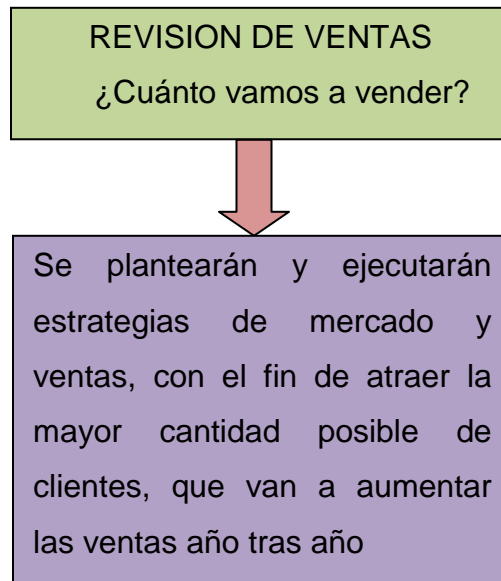 REVISION DE VENTAS
¿Cuánto vamos a vender?
Se plantearán y ejecutarán
estrategias de mercado y
ventas, con el fin de atraer la
mayor cantidad posible de
clientes, que van a aumentar
las ventas año tras año